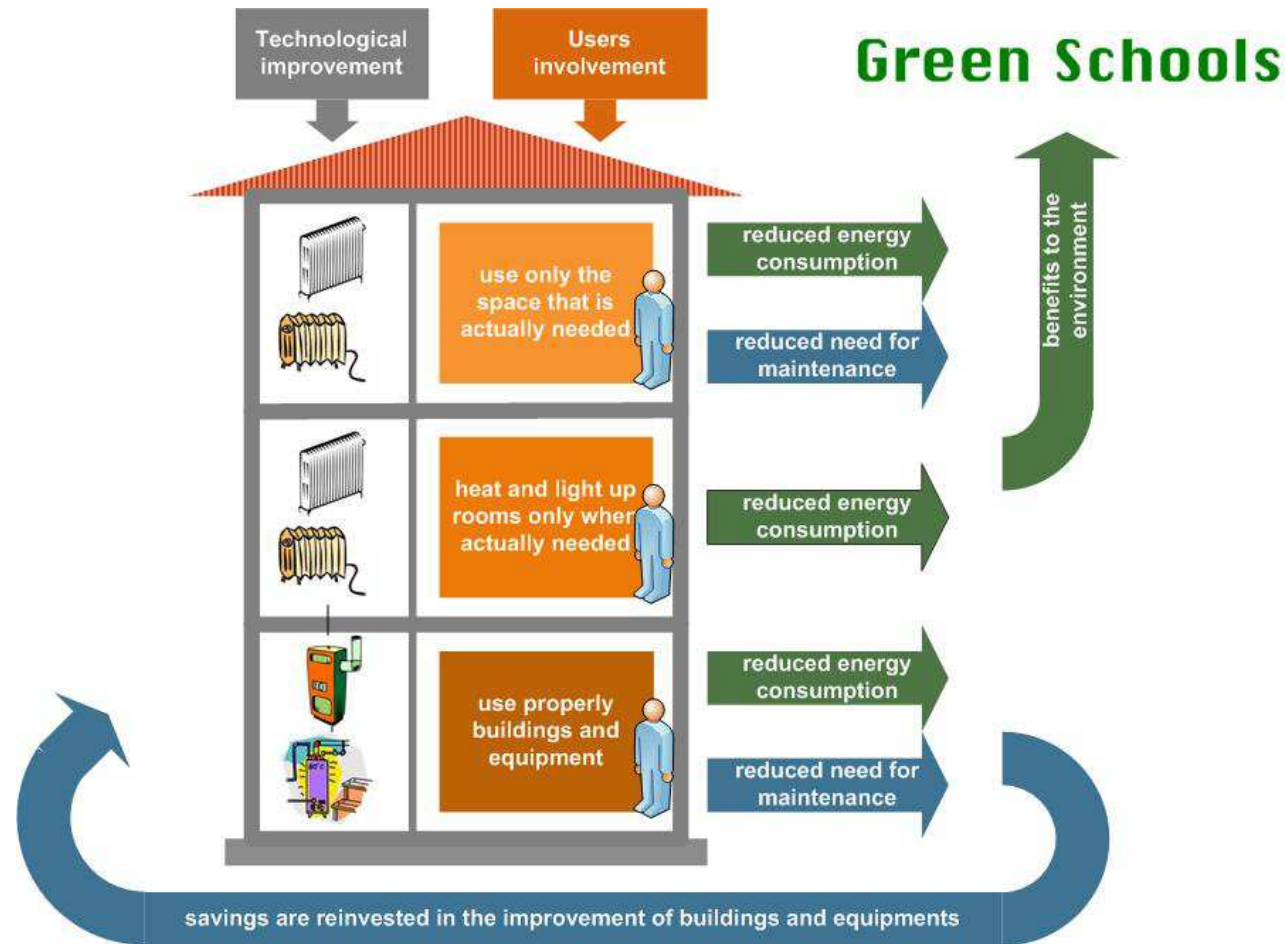 Technological
improvement
Users
involvement
Green Schools
use only the
space that is
actually needed
reduced energy
consumption
reduced need for
maintenance
benefits to the
environment
heat and light up
rooms only when
actually needed
reduced energy
consumption
use properly
buildings and
equipment
reduced energy
consumption
reduced need for
maintenance
savings are reinvested in the improvement of buildings and equipments